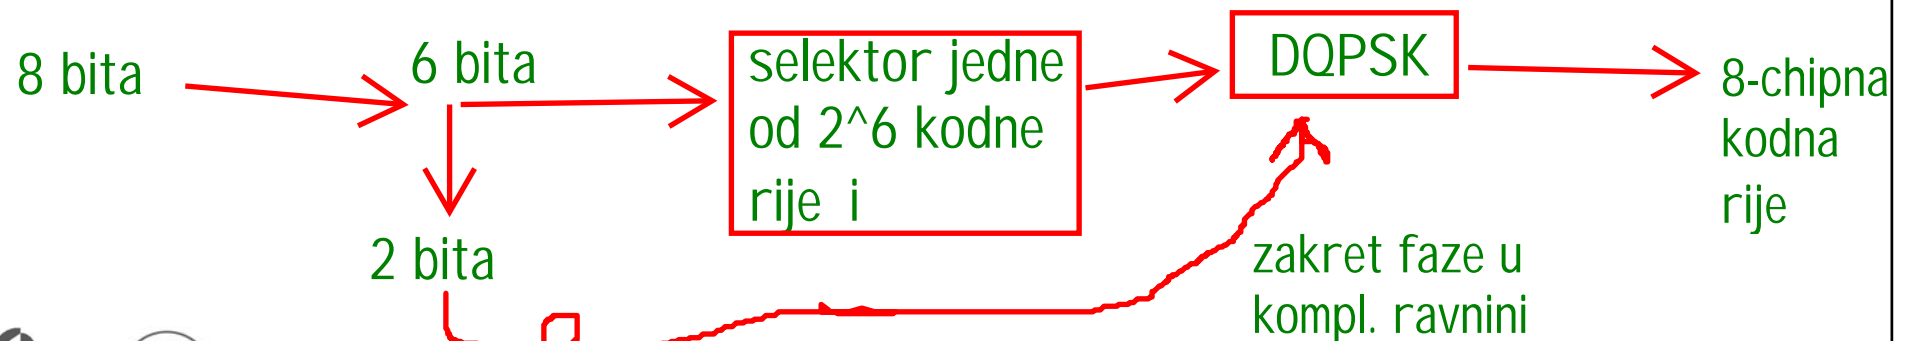 8 bita
6 bita
2 bita
selektor jedne
od 2^6 kodne
rije i
DQPSK
zakret faze u
kompl. ravnini
8-chipna
kodna
rije